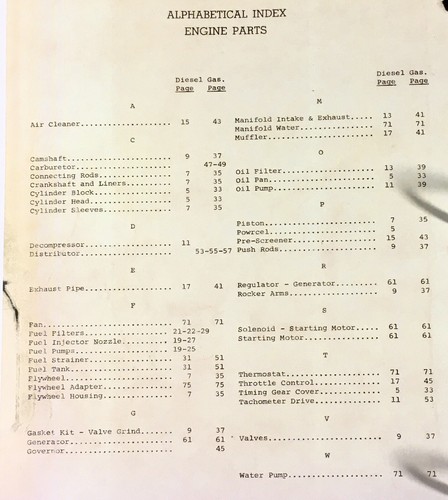 ALPHABETICAL INDEX
ENGINE PARTS
Diesel Gas.
Page Page
A
Air Cleaner.................... 15 43
C
Camshaft....................... 9 37
Carburetor..................... 47-49
Connecting Rods................ 7 35
Crankshaft and Liners.......... 7 35
Cylinder Block................. 5 33
Cylinder Head.................. 5 33
Cylinder Sleeves............... 7 35
D
Decompressor................... 11
Distributor.................... 53-55-57
E
Exhaust Pipe................... 17 41
F
Fan............................ 71 71
Fuel Filters................... 21-22-29
Fuel Injector Nozzle........... 19-27
Fuel Pumps..................... 19-25
Fuel Strainer.................. 31 51
Fuel Tank...................... 31 51
Flywheel....................... 7 35
Flywheel Adapter............... 75 75
Flywheel Housing............... 7 35
G
Gasket Kit - Valve Grind....... 9 37
Generator...................... 61 61
Governor....................... 45
Diesel Gas.
Page Page
M
Manifold Intake & Exhaust..... 13 41
Manifold Water................ 71 71
Muffler....................... 17 41
O
Oil Filter.................... 13 39
Oil Pan....................... 5 33
Oil Pump...................... 11 39
P
Piston........................ 7 35
Powrcel....................... 5
Pre-Screener.................. 15 43
Push Rods..................... 9 37
R
Regulator - Generator......... 61 61
Rocker Arms................... 9 37
S
Solenoid - Starting Motor..... 61 61
Starting Motor................ 61 61
T
Thermostat.................... 71 71
Throttle Control.............. 17 45
Timing Gear Cover............. 5 33
Tachometer Drive.............. 11 53
V
Valves........................ 9 37
W
Water Pump.................... 71 71